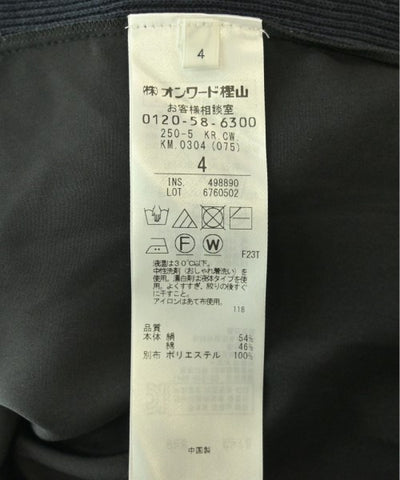 4
㈱オンワード樫山
お客様相談室
0120-58-6300
250-5 KR.CW
KM.0304 (075)
4
INS. 498890
LOT 6760502
F W
F23T
液温は30℃以下。
中性洗剤（おしゃれ着洗い）を
使用。漂白剤は液体タイプを使
用。よくすすぎ、絞りの後すぐ
に干すこと。
アイロンはあて布使用。
118
品質
本体 絹 54%
綿 46%
別布 ポリエステル 100%
中国製